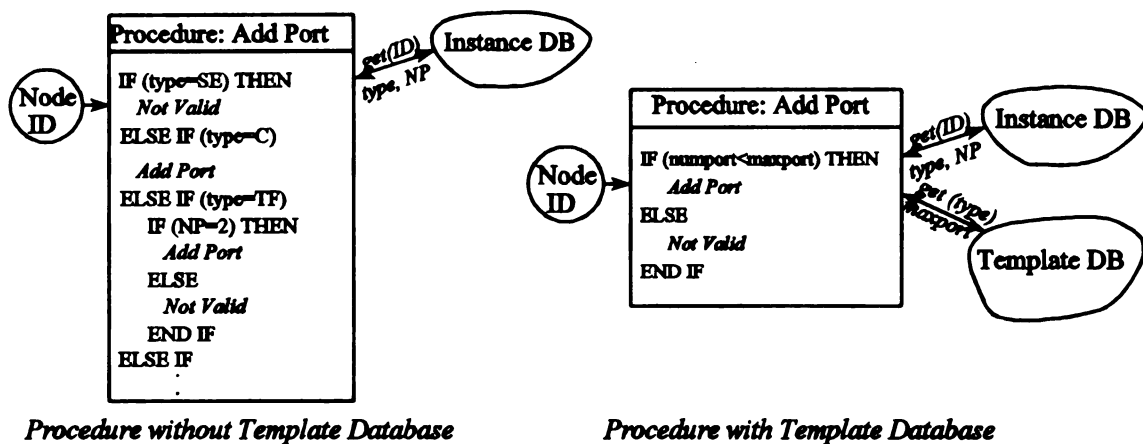 Procedure: Add Port
Node
ID
IF (type=SE) THEN
Not Valid
ELSE IF (type=C)
Add Port
ELSE IF (type=TF)
IF (NP=2) THEN
Add Port
ELSE
Not Valid
END IF
ELSE IF
.
.
get(ID)
type, NP
Instance DB
Procedure without Template Database
Procedure: Add Port
Node
ID
IF (numport<maxport) THEN
Add Port
ELSE
Not Valid
END IF
get(ID)
type, NP
Instance DB
get (type)
maxport
Template DB
Procedure with Template Database